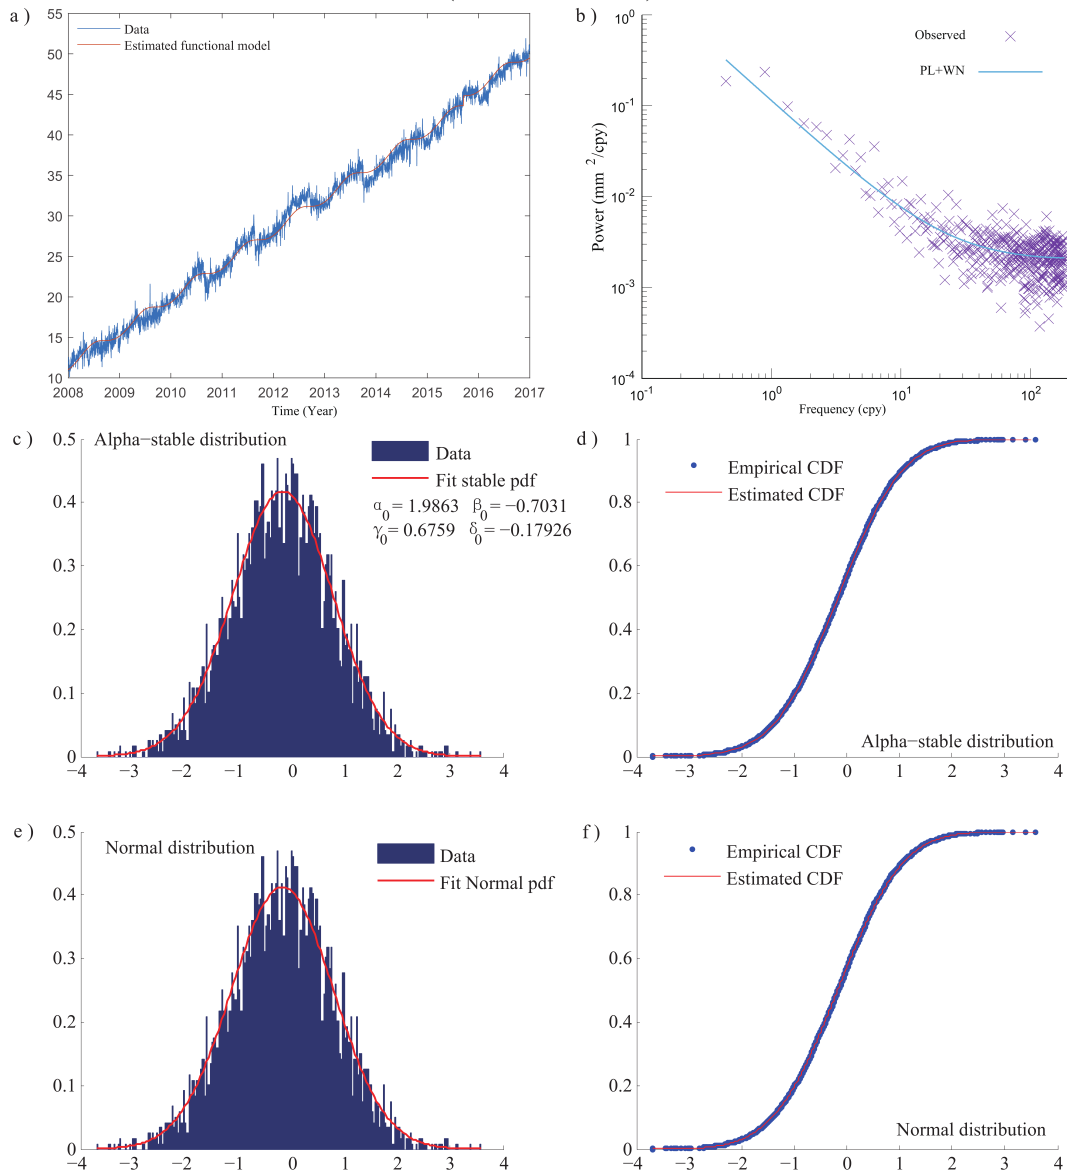 a )
Data
Estimated functional model
55
50
45
40
35
30
25
20
15
10
2008 2009 2010 2011 2012 2013 2014 2015 2016 2017
Time (Year)
b )
Observed
PL+WN
10^0
10^-1
10^-2
10^-3
10^-4
Power (mm^2/cpy)
10^-1 10^0 10^1 10^2
Frequency (cpy)
c )
Alpha−stable distribution
Data
Fit stable pdf
α_0 = 1.9863 β_0 = −0.7031
γ_0 = 0.6759 δ_0 = −0.17926
0.5
0.4
0.3
0.2
0.1
0
−4 −3 −2 −1 0 1 2 3 4
d )
Empirical CDF
Estimated CDF
1
0.8
0.6
0.4
0.2
0
Alpha−stable distribution
−4 −3 −2 −1 0 1 2 3 4
e )
Normal distribution
Data
Fit Normal pdf
0.5
0.4
0.3
0.2
0.1
0
−4 −3 −2 −1 0 1 2 3 4
f )
Empirical CDF
Estimated CDF
1
0.8
0.6
0.4
0.2
0
Normal distribution
−4 −3 −2 −1 0 1 2 3 4